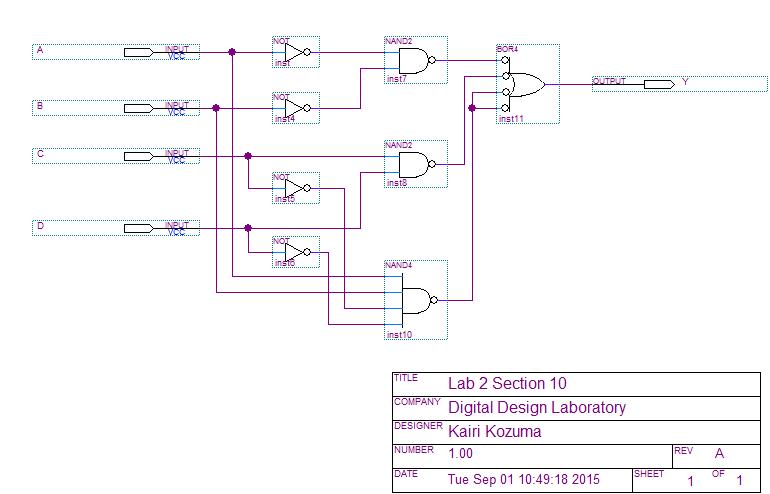 NOT
NAND2
BOR4
A
INPUT
VCC
inst
inst7
OUTPUT
Y
B
INPUT
VCC
NOT
inst4
inst11
NAND2
C
INPUT
VCC
inst8
NOT
inst5
D
INPUT
VCC
NOT
inst6
NAND4
inst10
TITLE Lab 2 Section 10
COMPANY Digital Design Laboratory
DESIGNER Kairi Kozuma
NUMBER 1.00 REV A
DATE Tue Sep 01 10:49:18 2015 SHEET 1 OF 1